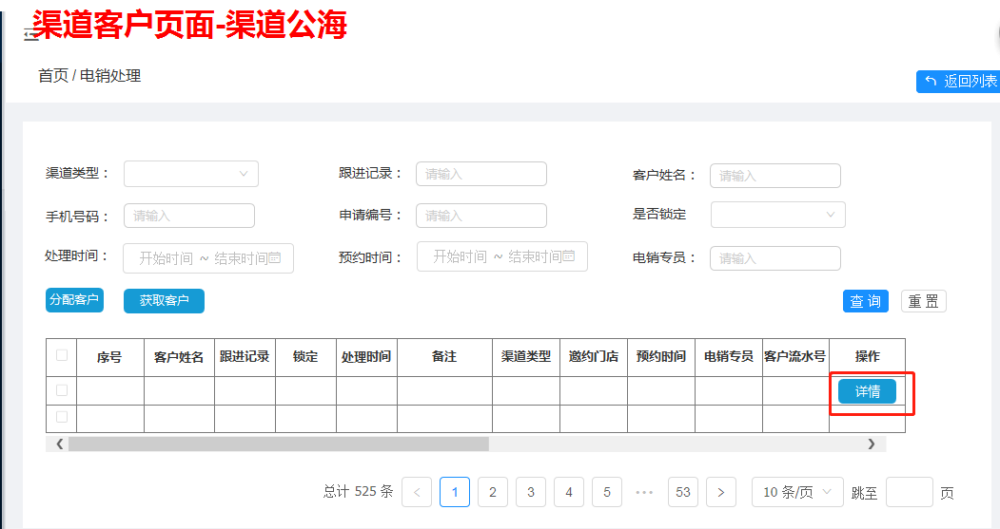 渠道客户页面-渠道公海
首页 / 电销处理
返回列表
渠道类型： 跟进记录： 请输入 客户姓名： 请输入
手机号码： 请输入 申请编号： 请输入 是否锁定
处理时间： 开始时间 ~ 结束时间 预约时间： 开始时间 ~ 结束时间 电销专员： 请输入
分配客户 获取客户 查 询 重 置
序号 客户姓名 跟进记录 锁定 处理时间 备注 渠道类型 邀约门店 预约时间 电销专员 客户流水号 操作
详情
总计 525 条 < 1 2 3 4 5 ••• 53 > 10 条/页 跳至 页